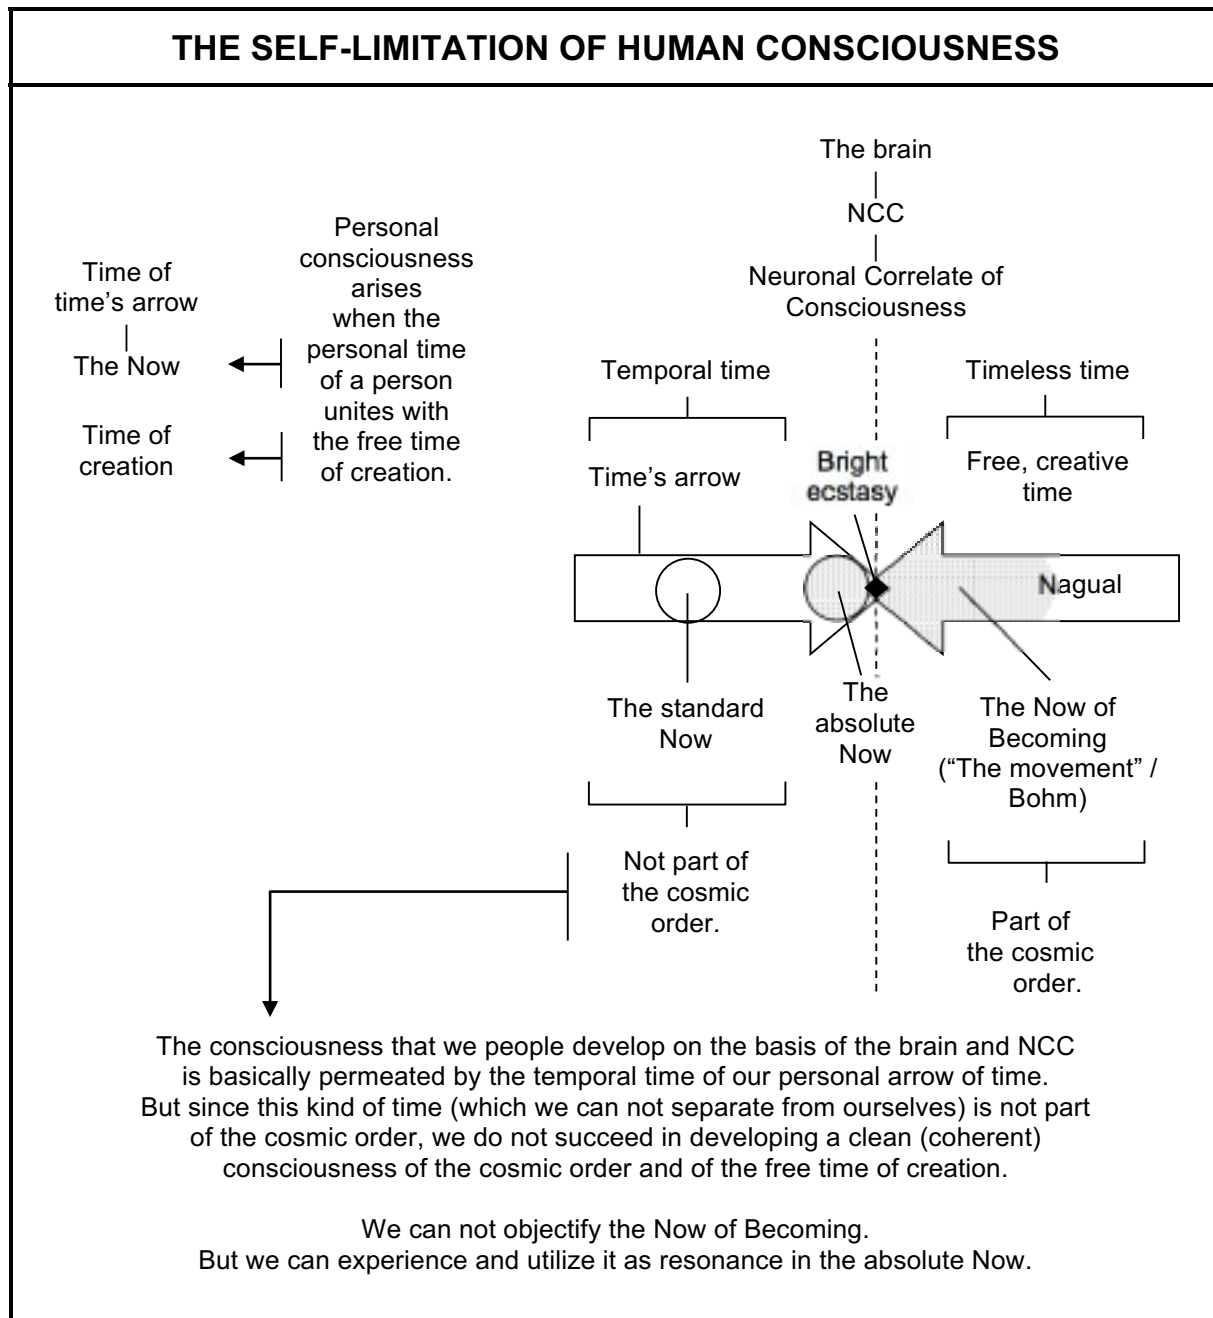 THE SELF-LIMITATION OF HUMAN CONSCIOUSNESS
The brain
NCC
Neuronal Correlate of
Consciousness
Time of
time’s arrow
The Now
Time of
creation
Personal
consciousness
arises
when the
personal time
of a person
unites with
the free time
of creation.
Temporal time
Timeless time
Time’s arrow
Bright
ecstasy
Free, creative
time
Nagual
The standard
Now
The
absolute
Now
The Now of
Becoming
(“The movement” /
Bohm)
Not part of
the cosmic
order.
Part of
the cosmic
order.
The consciousness that we people develop on the basis of the brain and NCC
is basically permeated by the temporal time of our personal arrow of time.
But since this kind of time (which we can not separate from ourselves) is not part
of the cosmic order, we do not succeed in developing a clean (coherent)
consciousness of the cosmic order and of the free time of creation.
We can not objectify the Now of Becoming.
But we can experience and utilize it as resonance in the absolute Now.